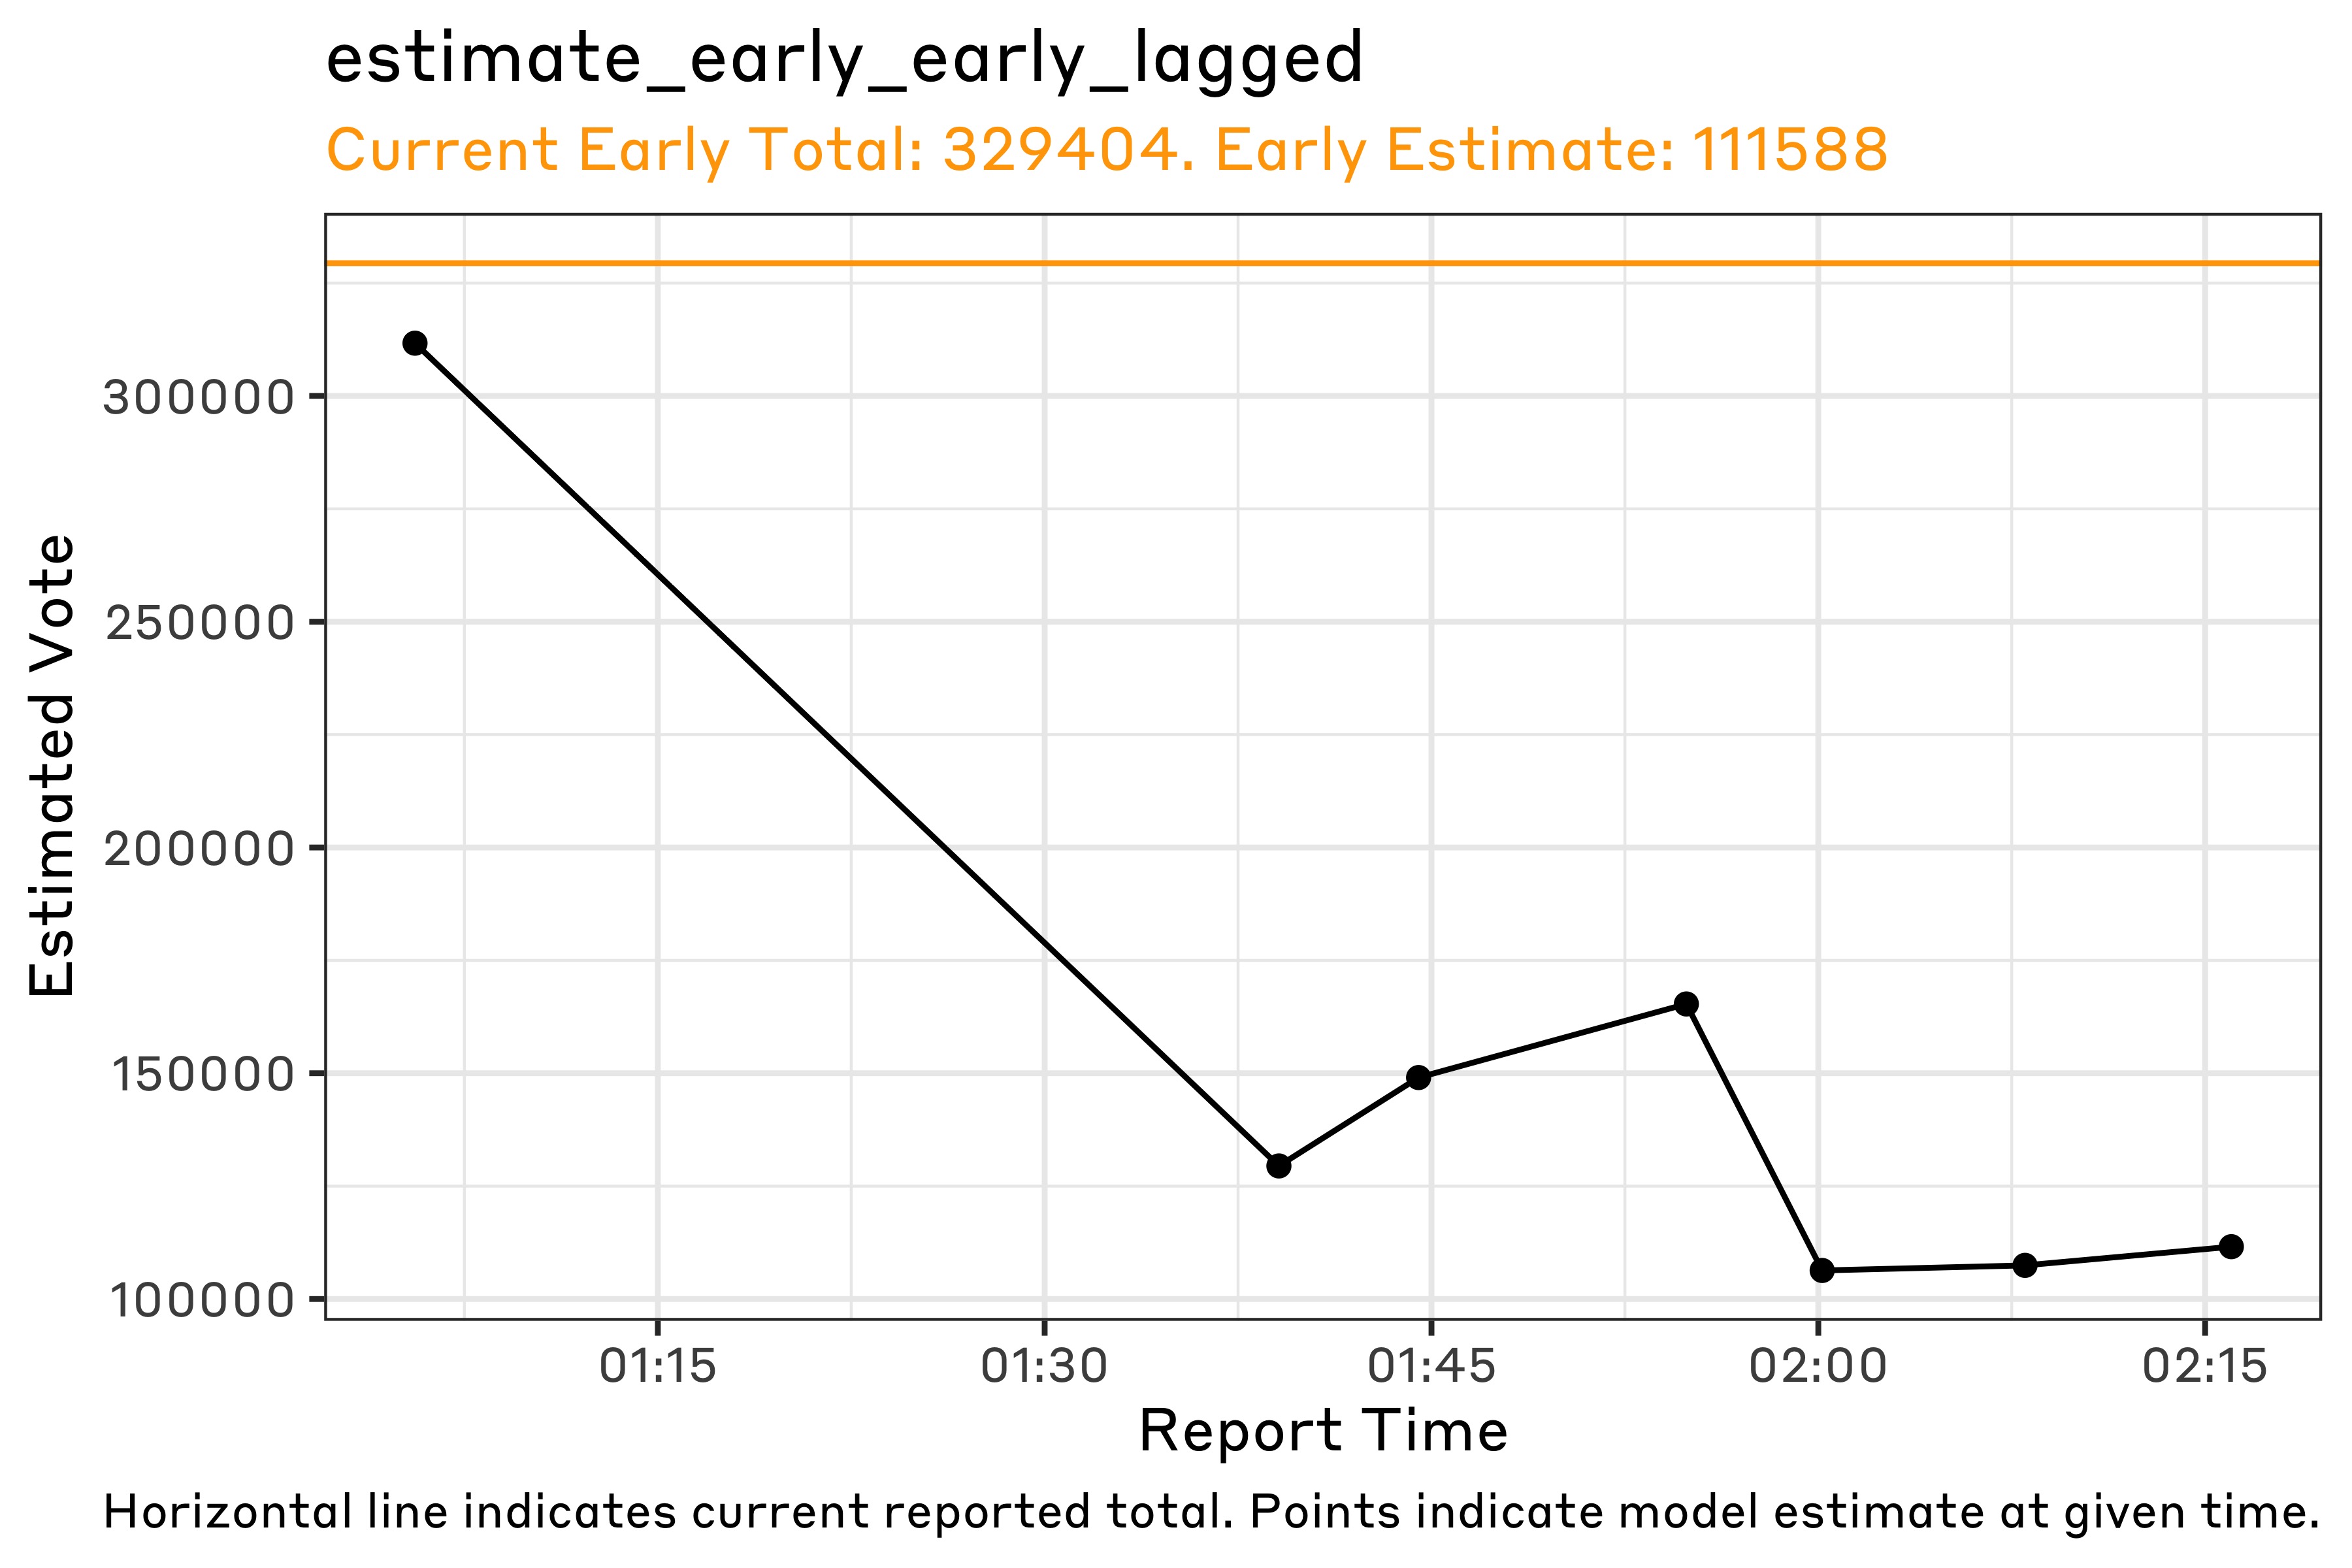 estimate_early_early_lagged
Current Early Total: 329404. Early Estimate: 111588
Estimated Vote
300000
250000
200000
150000
100000
01:15 01:30 01:45 02:00 02:15
Report Time
Horizontal line indicates current reported total. Points indicate model estimate at given time.